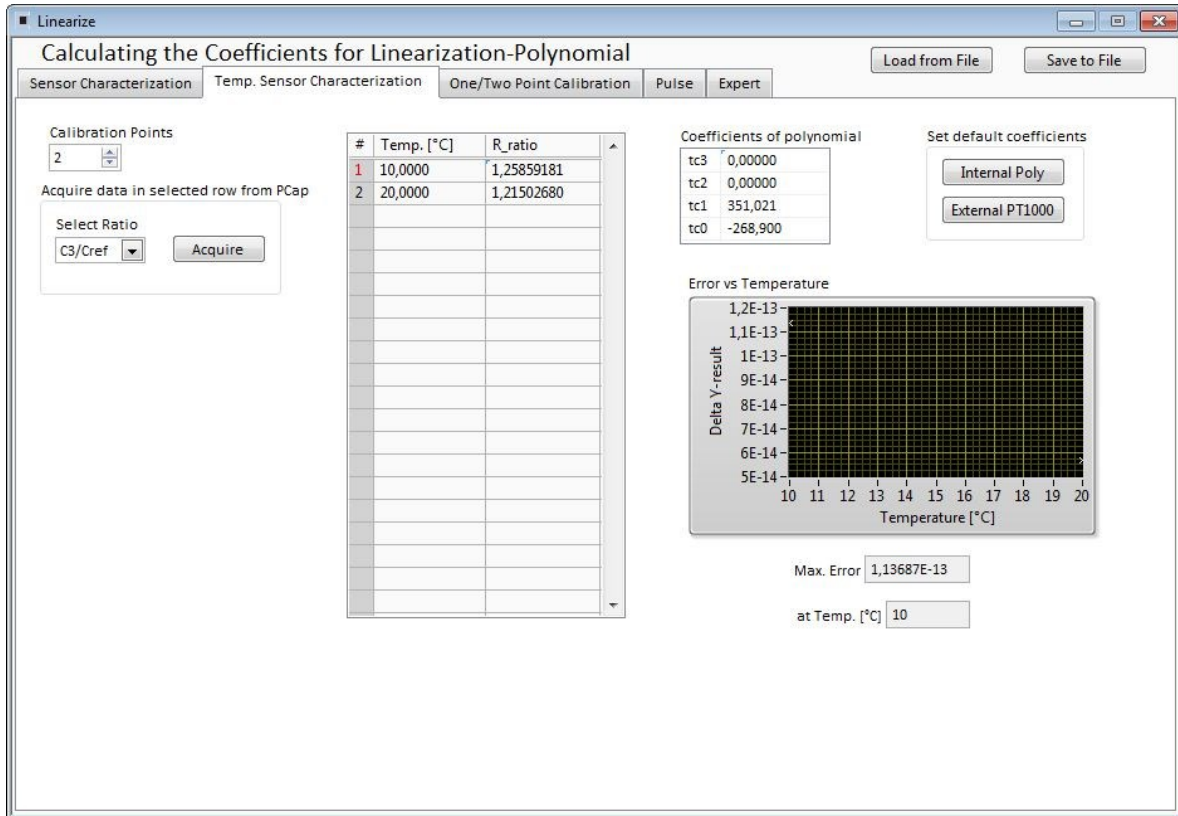 Linearize
Calculating the Coefficients for Linearization-Polynomial
Load from File
Save to File
Sensor Characterization
Temp. Sensor Characterization
One/Two Point Calibration
Pulse
Expert
Calibration Points
2
Acquire data in selected row from PCap
Select Ratio
C3/Cref
Acquire
# Temp. [°C] R_ratio
1 10,0000 1,25859181
2 20,0000 1,21502680
Coefficients of polynomial
tc3 0,00000
tc2 0,00000
tc1 351,021
tc0 -268,900
Set default coefficients
Internal Poly
External PT1000
Error vs Temperature
Delta Y-result
1,2E-13
1,1E-13
1E-13
9E-14
8E-14
7E-14
6E-14
5E-14
10 11 12 13 14 15 16 17 18 19 20
Temperature [°C]
Max. Error 1,13687E-13
at Temp. [°C] 10